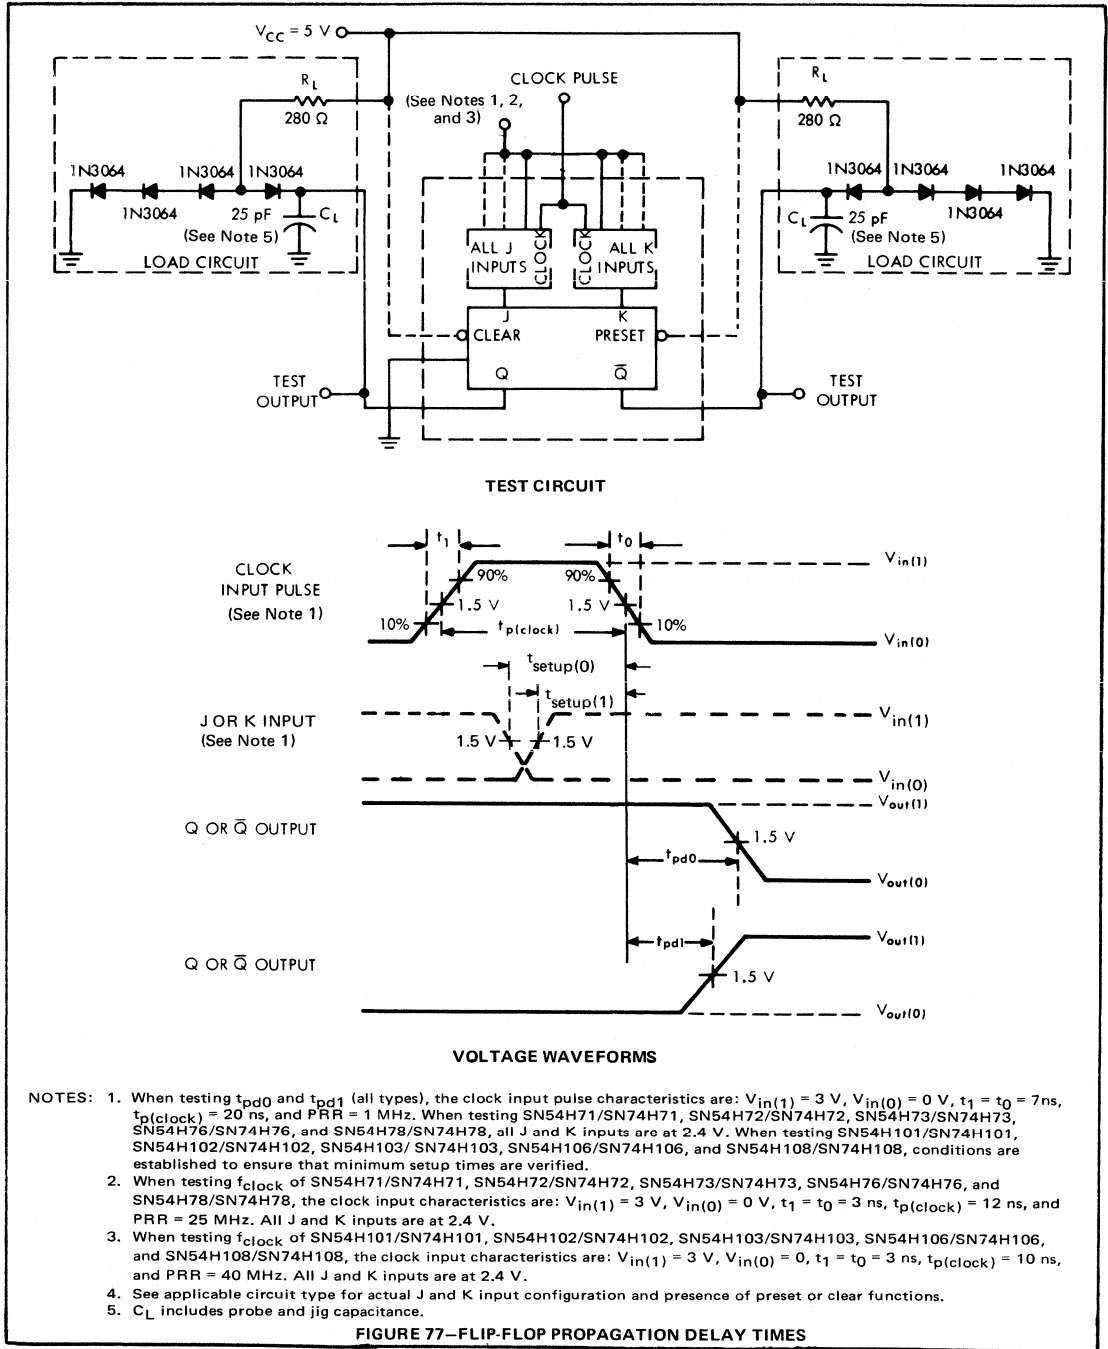 V_CC = 5 V
R_L
280 Ω
1N3064
1N3064
1N3064
1N3064
25 pF
C_L
(See Note 5)
LOAD CIRCUIT
CLOCK PULSE
(See Notes 1, 2,
and 3)
R_L
280 Ω
1N3064
1N3064
1N3064
1N3064
C_L
25 pF
(See Note 5)
LOAD CIRCUIT
ALL J
INPUTS
CLOCK
CLOCK
ALL K
INPUTS
J
K
CLEAR
PRESET
Q
Q̅
TEST
OUTPUT
TEST
OUTPUT
TEST CIRCUIT
CLOCK
INPUT PULSE
(See Note 1)
t1
t0
90%
90%
1.5 V
1.5 V
10%
10%
t_p(clock)
V_in(1)
V_in(0)
t_setup(0)
t_setup(1)
J OR K INPUT
(See Note 1)
1.5 V
1.5 V
V_in(1)
V_in(0)
Q OR Q̅ OUTPUT
V_out(1)
1.5 V
t_pd0
V_out(0)
Q OR Q̅ OUTPUT
V_out(1)
t_pd1
1.5 V
V_out(0)
VOLTAGE WAVEFORMS
NOTES: 1. When testing t_pd0 and t_pd1 (all types), the clock input pulse characteristics are: V_in(1) = 3 V, V_in(0) = 0 V, t1 = t0 = 7ns,
t_p(clock) = 20 ns, and PRR = 1 MHz. When testing SN54H71/SN74H71, SN54H72/SN74H72, SN54H73/SN74H73,
SN54H76/SN74H76, and SN54H78/SN74H78, all J and K inputs are at 2.4 V. When testing SN54H101/SN74H101,
SN54H102/SN74H102, SN54H103/ SN74H103, SN54H106/SN74H106, and SN54H108/SN74H108, conditions are
established to ensure that minimum setup times are verified.
2. When testing f_clock of SN54H71/SN74H71, SN54H72/SN74H72, SN54H73/SN74H73, SN54H76/SN74H76, and
SN54H78/SN74H78, the clock input characteristics are: V_in(1) = 3 V, V_in(0) = 0 V, t1 = t0 = 3 ns, t_p(clock) = 12 ns, and
PRR = 25 MHz. All J and K inputs are at 2.4 V.
3. When testing f_clock of SN54H101/SN74H101, SN54H102/SN74H102, SN54H103/SN74H103, SN54H106/SN74H106,
and SN54H108/SN74H108, the clock input characteristics are: V_in(1) = 3 V, V_in(0) = 0, t1 = t0 = 3 ns, t_p(clock) = 10 ns,
and PRR = 40 MHz. All J and K inputs are at 2.4 V.
4. See applicable circuit type for actual J and K input configuration and presence of preset or clear functions.
5. C_L includes probe and jig capacitance.
FIGURE 77—FLIP-FLOP PROPAGATION DELAY TIMES